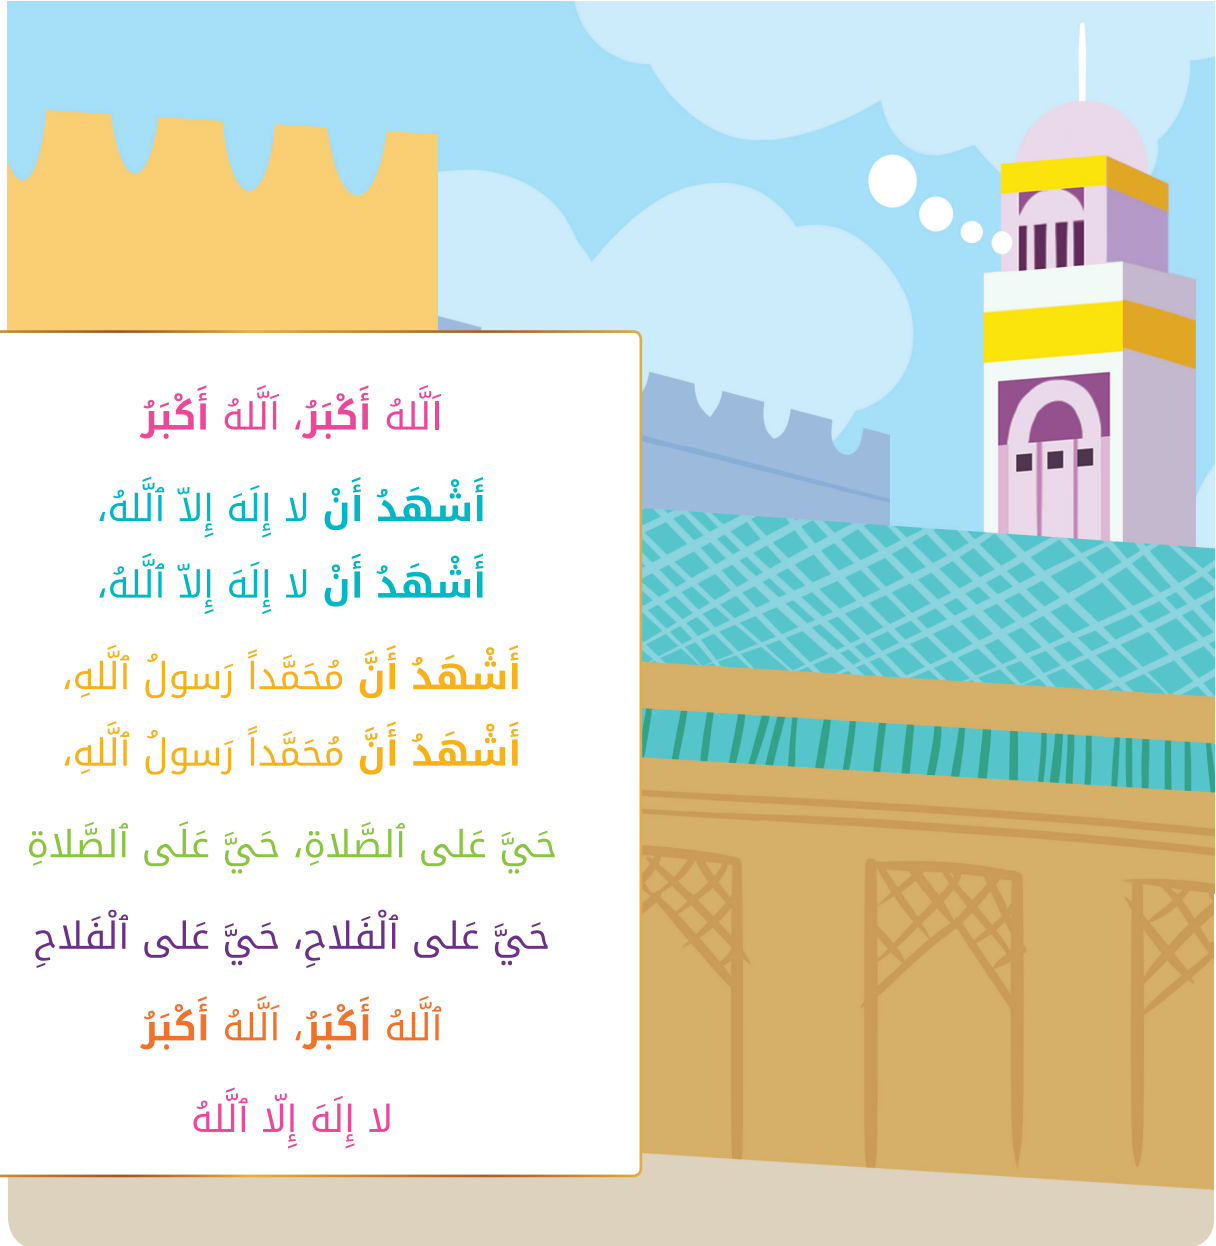 اَللَّهُ أَكْبَرُ، اَللَّهُ أَكْبَرُ
أَشْهَدُ أَنْ لا إِلَهَ إِلاّ ٱللَّهُ،
أَشْهَدُ أَنْ لا إِلَهَ إِلاّ ٱللَّهُ،
أَشْهَدُ أَنَّ مُحَمَّداً رَسولُ ٱللَّهِ،
أَشْهَدُ أَنَّ مُحَمَّداً رَسولُ ٱللَّهِ،
حَيَّ عَلى ٱلصَّلاةِ، حَيَّ عَلَى ٱلصَّلاةِ
حَيَّ عَلى ٱلْفَلاحِ، حَيَّ عَلى ٱلْفَلاحِ
ٱللَّهُ أَكْبَرُ، اَللَّهُ أَكْبَرُ
لا إِلَهَ إِلّا ٱللَّهُ